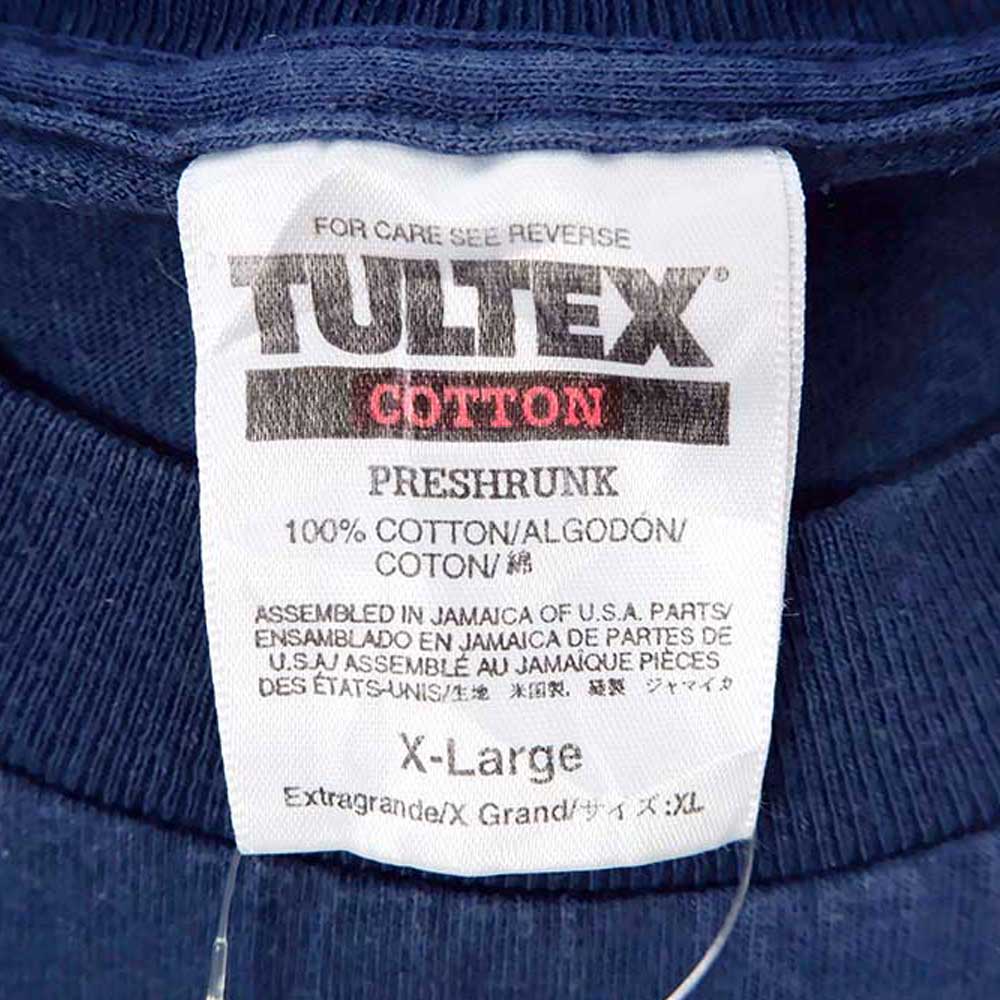 FOR CARE SEE REVERSE
TULTEX®
COTTON
PRESHRUNK
100% COTTON/ALGODÓN/
COTON/綿
ASSEMBLED IN JAMAICA OF U.S.A. PARTS/
ENSAMBLADO EN JAMAICA DE PARTES DE
U.S.A./ ASSEMBLÉ AU JAMAÏQUE PIÈCES
DES ÉTATS-UNIS/生地 米国製, 縫製 ジャマイカ
X-Large
Extragrande/X Grand/サイズ:XL